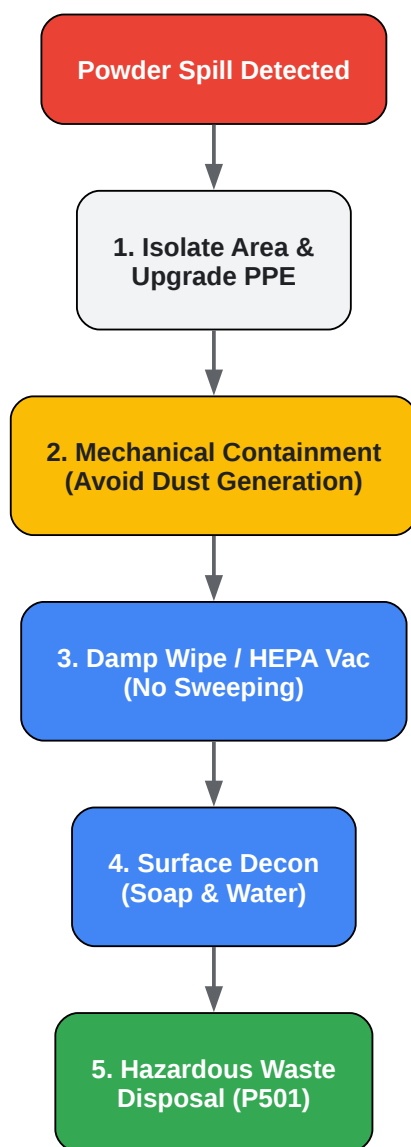 Powder Spill Detected
1. Isolate Area &
Upgrade PPE
2. Mechanical Containment
(Avoid Dust Generation)
3. Damp Wipe / HEPA Vac
(No Sweeping)
4. Surface Decon
(Soap & Water)
5. Hazardous Waste
Disposal (P501)